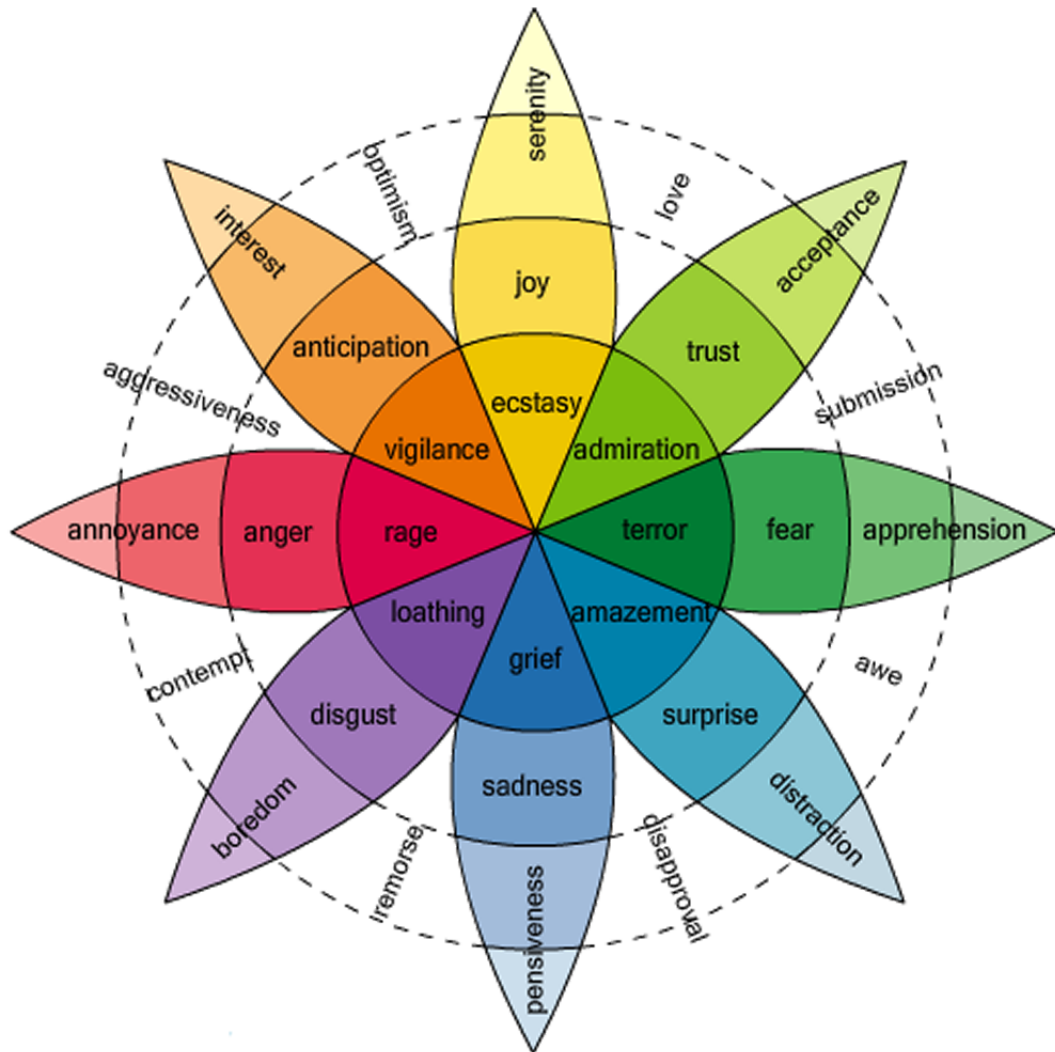 serenity
optimism
love
interest
acceptance
joy
anticipation
trust
aggressiveness
submission
ecstasy
vigilance
admiration
annoyance
anger
rage
terror
fear
apprehension
loathing
amazement
grief
contempt
awe
disgust
surprise
sadness
boredom
distraction
remorse
disapproval
pensiveness